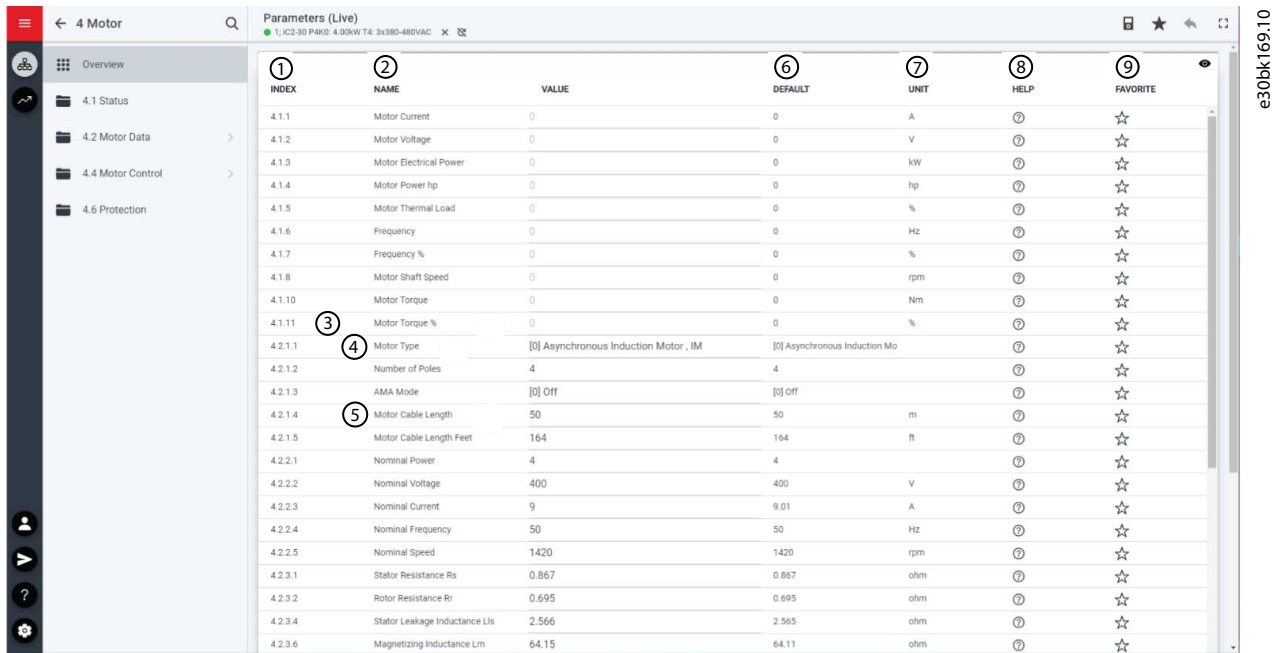 4 Motor
Parameters (Live)
1; iC2-30 P4K0: 4.00kW T4: 3x380-480VAC
e30bk169.10
Overview
4.1 Status
4.2 Motor Data
4.4 Motor Control
4.6 Protection
1 2 6 7 8 9
INDEX NAME VALUE DEFAULT UNIT HELP FAVORITE
4.1.1 Motor Current 0 0 A
4.1.2 Motor Voltage 0 0 V
4.1.3 Motor Electrical Power 0 0 kW
4.1.4 Motor Power hp 0 0 hp
4.1.5 Motor Thermal Load 0 0 %
4.1.6 Frequency 0 0 Hz
4.1.7 Frequency % 0 0 %
4.1.8 Motor Shaft Speed 0 0 rpm
4.1.10 Motor Torque 0 0 Nm
4.1.11 3 Motor Torque % 0 0 %
4.2.1.1 4 Motor Type [0] Asynchronous Induction Motor , IM [0] Asynchronous Induction Mo
4.2.1.2 Number of Poles 4 4
4.2.1.3 AMA Mode [0] Off [0] Off
4.2.1.4 5 Motor Cable Length 50 50 m
4.2.1.5 Motor Cable Length Feet 164 164 ft
4.2.2.1 Nominal Power 4 4
4.2.2.2 Nominal Voltage 400 400 V
4.2.2.3 Nominal Current 9 9.01 A
4.2.2.4 Nominal Frequency 50 50 Hz
4.2.2.5 Nominal Speed 1420 1420 rpm
4.2.3.1 Stator Resistance Rs 0.867 0.867 ohm
4.2.3.2 Rotor Resistance Rr 0.695 0.695 ohm
4.2.3.4 Stator Leakage Inductance Lls 2.566 2.565 ohm
4.2.3.6 Magnetizing Inductance Lm 64.15 64.11 ohm